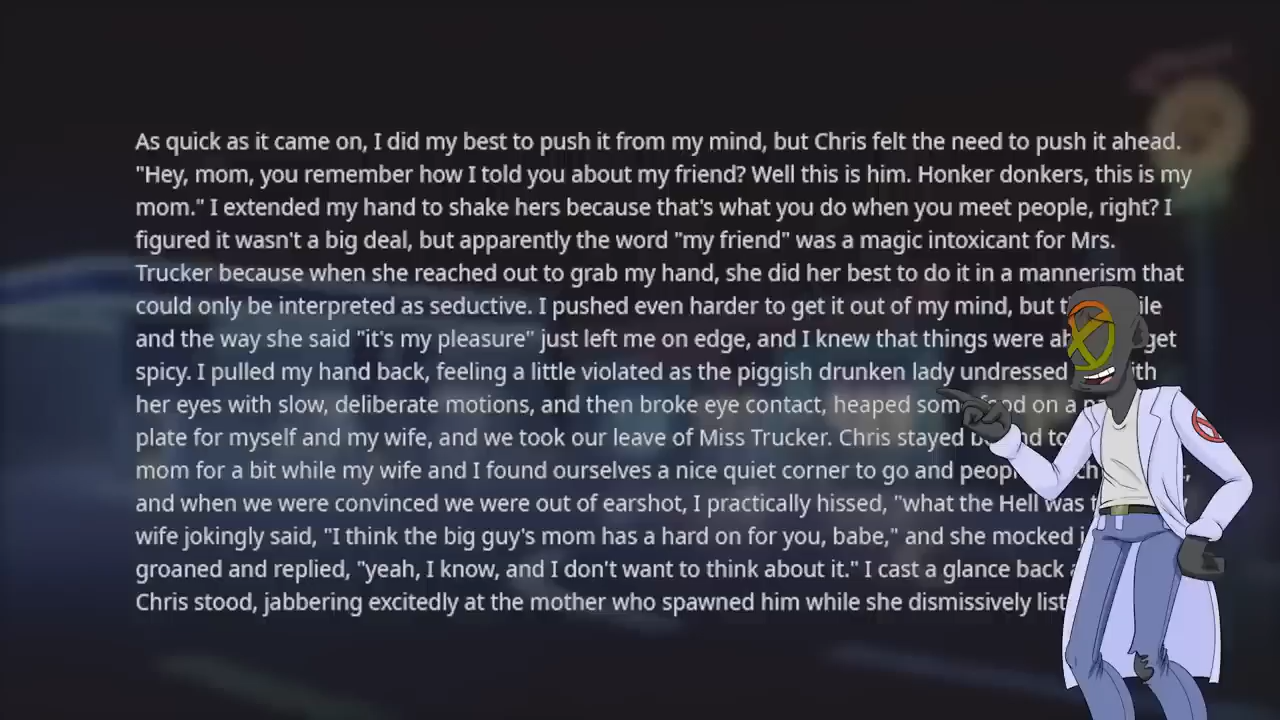 As quick as it came on, I did my best to push it from my mind, but Chris felt the need to push it ahead.
"Hey, mom, you remember how I told you about my friend? Well this is him. Honker donkers, this is my
mom." I extended my hand to shake hers because that's what you do when you meet people, right? I
figured it wasn't a big deal, but apparently the word "my friend" was a magic intoxicant for Mrs.
Trucker because when she reached out to grab my hand, she did her best to do it in a mannerism that
could only be interpreted as seductive. I pushed even harder to get it out of my mind, but
and the way she said "it's my pleasure" just left me on edge, and I knew that things were get
spicy. I pulled my hand back, feeling a little violated as the piggish drunken lady undressed
her eyes with slow, deliberate motions, and then broke eye contact, heaped some food on a
plate for myself and my wife, and we took our leave of Miss Trucker. Chris stayed
mom for a bit while my wife and I found ourselves a nice quiet corner to go and
and when we were convinced we were out of earshot, I practically hissed, "what the Hell was
wife jokingly said, "I think the big guy's mom has a hard on for you, babe," and she mocked
groaned and replied, "yeah, I know, and I don't want to think about it." I cast a glance back
Chris stood, jabbering excitedly at the mother who spawned him while she dismissively